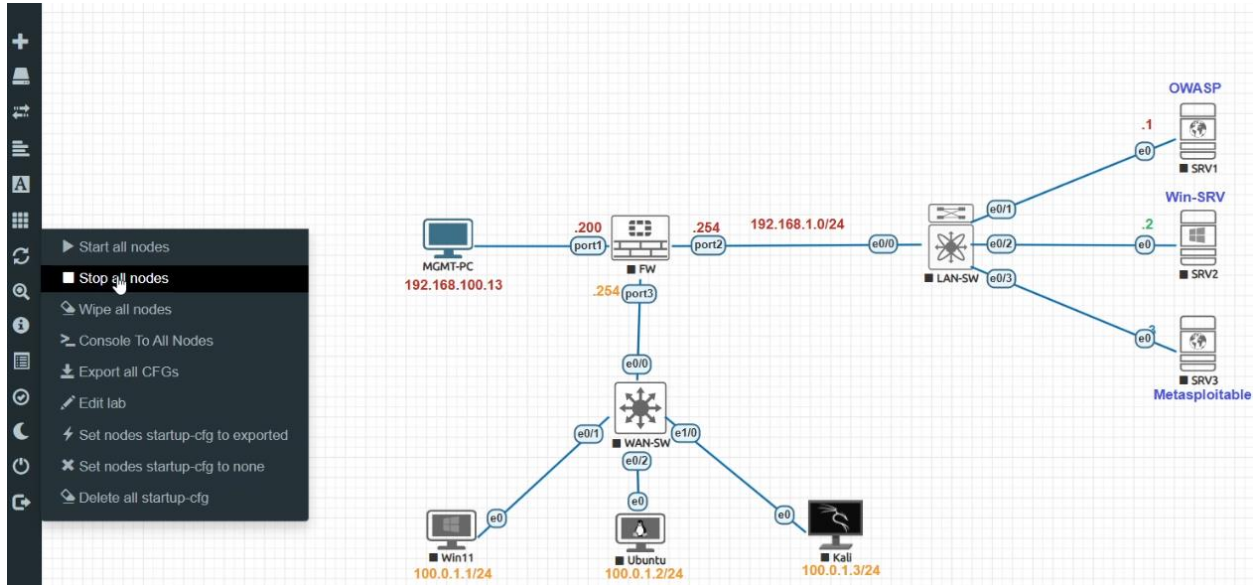 Start all nodes
Stop all nodes
Wipe all nodes
Console To All Nodes
Export all CFGs
Edit lab
Set nodes startup-cfg to exported
Set nodes startup-cfg to none
Delete all startup-cfg
OWASP
.1
e0
SRV1
e0/1
Win-SRV
.2
e0
SRV2
.200
.254
192.168.1.0/24
port1
port2
e0/0
e0/2
MGMT-PC
192.168.100.13
FW
LAN-SW
e0/3
.254
port3
.3
e0
SRV3
Metasploitable
e0/0
e0/1
WAN-SW
e1/0
e0/2
e0
e0
e0
Win11
100.0.1.1/24
Ubuntu
100.0.1.2/24
Kali
100.0.1.3/24